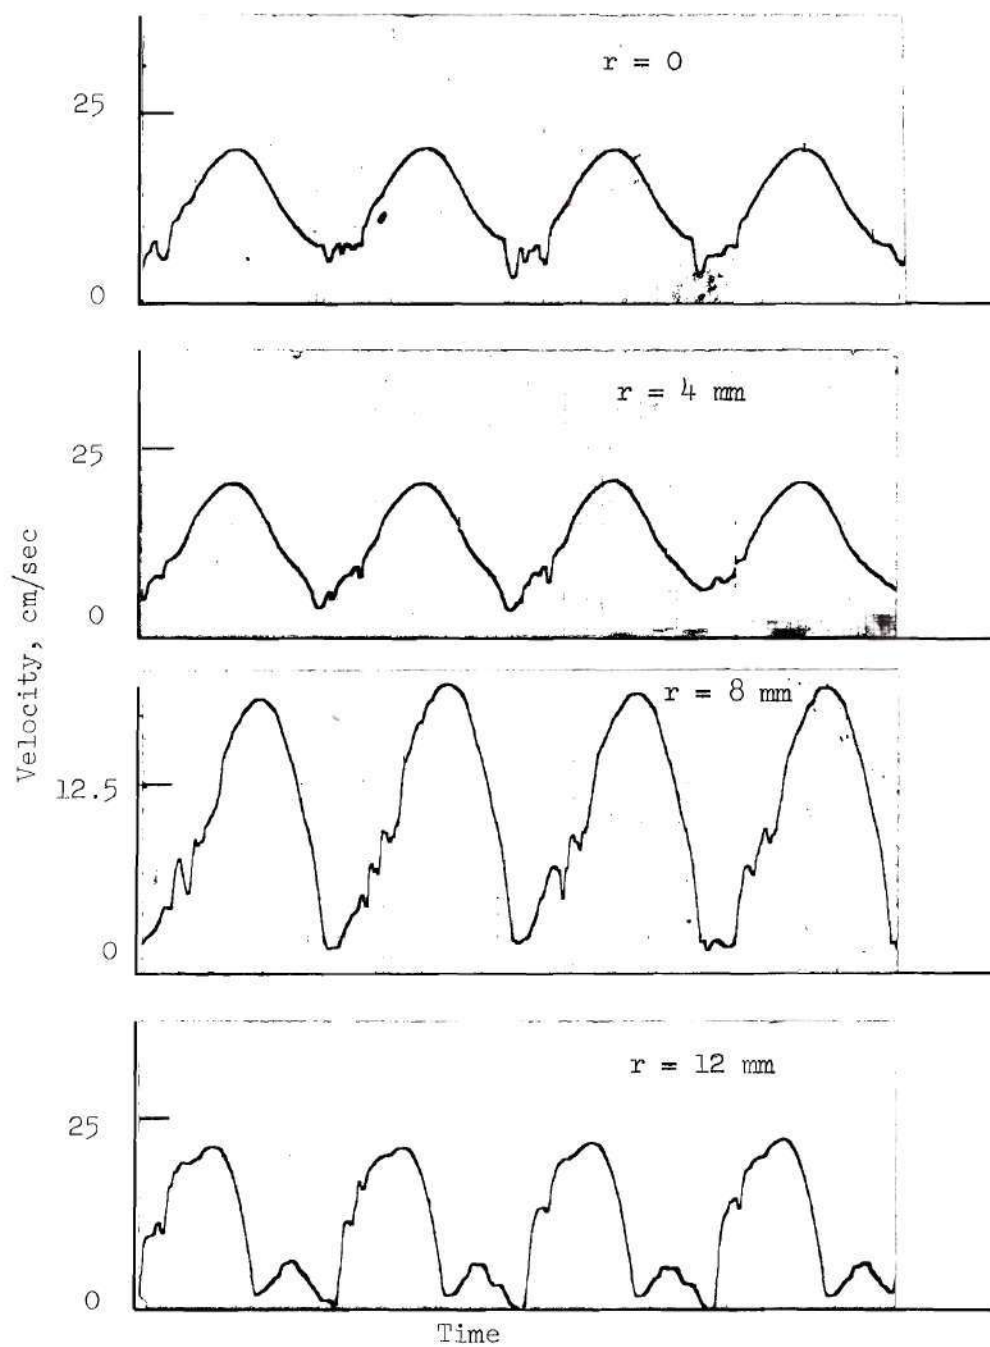 r = 0
25
0
r = 4 mm
25
0
Velocity, cm/sec
r = 8 mm
12.5
0
r = 12 mm
25
0
Time